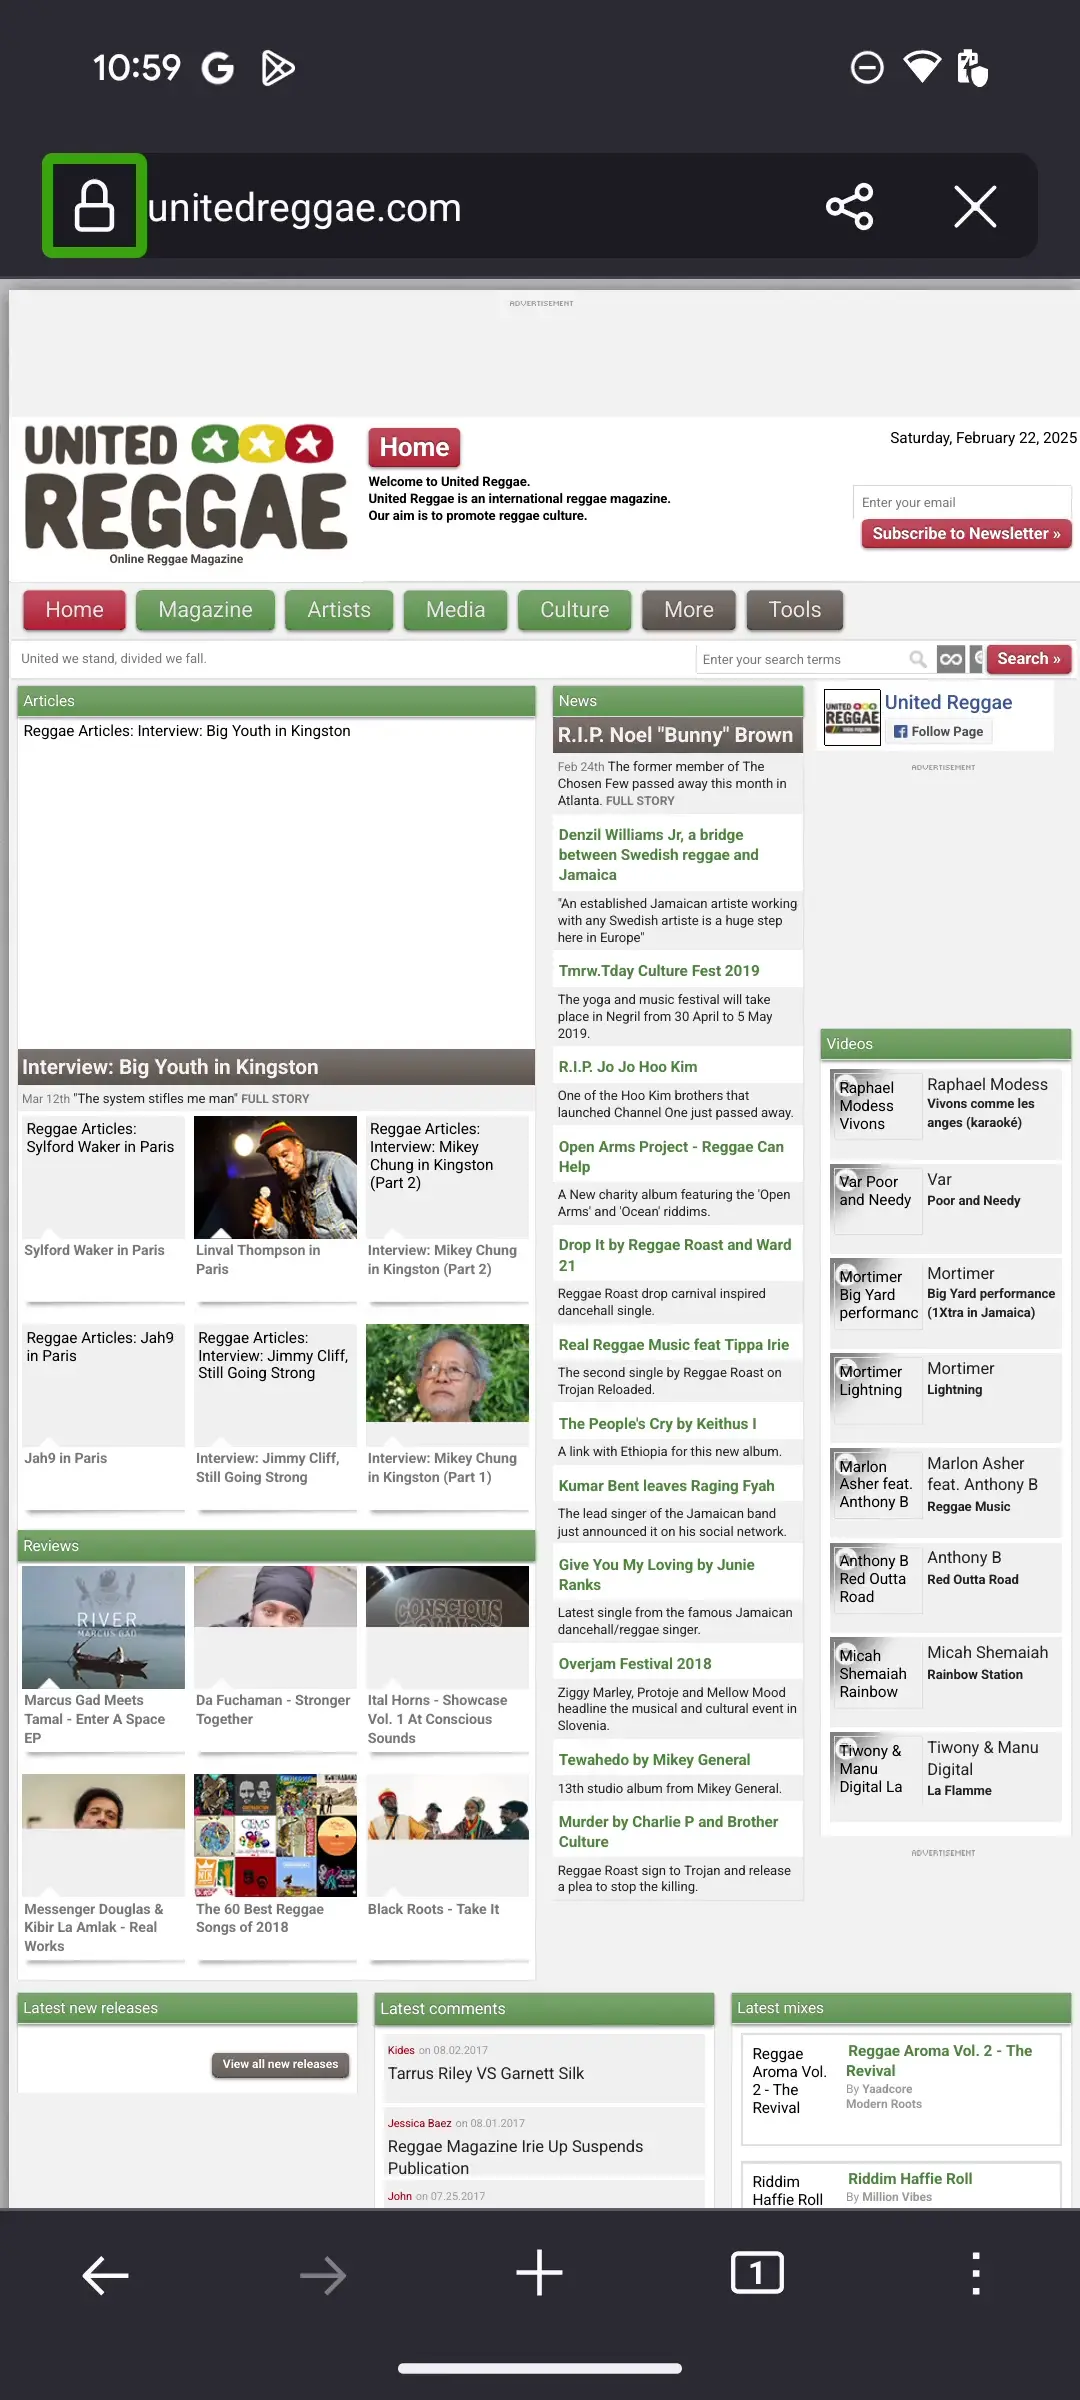 10:59
unitedreggae.com
ADVERTISEMENT
UNITED
REGGAE
Online Reggae Magazine
Home
Welcome to United Reggae.
United Reggae is an international reggae magazine.
Our aim is to promote reggae culture.
Saturday, February 22, 2025
Enter your email
Subscribe to Newsletter »
Home
Magazine
Artists
Media
Culture
More
Tools
United we stand, divided we fall.
Enter your search terms
Search »
Articles
Reggae Articles: Interview: Big Youth in Kingston
Interview: Big Youth in Kingston
Mar 12th "The system stifles me man" FULL STORY
Reggae Articles:
Sylford Waker in Paris
Sylford Waker in Paris
Linval Thompson in
Paris
Reggae Articles:
Interview: Mikey
Chung in Kingston
(Part 2)
Interview: Mikey Chung
in Kingston (Part 2)
Reggae Articles: Jah9
in Paris
Jah9 in Paris
Reggae Articles:
Interview: Jimmy Cliff,
Still Going Strong
Interview: Jimmy Cliff,
Still Going Strong
Interview: Mikey Chung
in Kingston (Part 1)
Reviews
RIVER
MARCUS GAD
Marcus Gad Meets
Tamal - Enter A Space
EP
Da Fuchaman - Stronger
Together
CONSCIOUS
Ital Horns - Showcase
Vol. 1 At Conscious
Sounds
Messenger Douglas &
Kibir La Amlak - Real
Works
GEMS
The 60 Best Reggae
Songs of 2018
Black Roots - Take It
News
R.I.P. Noel "Bunny" Brown
Feb 24th The former member of The
Chosen Few passed away this month in
Atlanta. FULL STORY
Denzil Williams Jr, a bridge
between Swedish reggae and
Jamaica
"An established Jamaican artiste working
with any Swedish artiste is a huge step
here in Europe"
Tmrw.Tday Culture Fest 2019
The yoga and music festival will take
place in Negril from 30 April to 5 May
2019.
R.I.P. Jo Jo Hoo Kim
One of the Hoo Kim brothers that
launched Channel One just passed away.
Open Arms Project - Reggae Can
Help
A New charity album featuring the 'Open
Arms' and 'Ocean' riddims.
Drop It by Reggae Roast and Ward
21
Reggae Roast drop carnival inspired
dancehall single.
Real Reggae Music feat Tippa Irie
The second single by Reggae Roast on
Trojan Reloaded.
The People's Cry by Keithus I
A link with Ethiopia for this new album.
Kumar Bent leaves Raging Fyah
The lead singer of the Jamaican band
just announced it on his social network.
Give You My Loving by Junie
Ranks
Latest single from the famous Jamaican
dancehall/reggae singer.
Overjam Festival 2018
Ziggy Marley, Protoje and Mellow Mood
headline the musical and cultural event in
Slovenia.
Tewahedo by Mikey General
13th studio album from Mikey General.
Murder by Charlie P and Brother
Culture
Reggae Roast sign to Trojan and release
a plea to stop the killing.
UNITED
REGGAE
United Reggae
Follow Page
ADVERTISEMENT
Videos
Raphael
Modess
Vivons
Raphael Modess
Vivons comme les
anges (karaoké)
Var Poor
and Needy
Var
Poor and Needy
Mortimer
Big Yard
performanc
Mortimer
Big Yard performance
(1Xtra in Jamaica)
Mortimer
Lightning
Mortimer
Lightning
Marlon
Asher feat.
Anthony B
Marlon Asher
feat. Anthony B
Reggae Music
Anthony B
Red Outta
Road
Anthony B
Red Outta Road
Micah
Shemaiah
Rainbow
Micah Shemaiah
Rainbow Station
Tiwony &
Manu
Digital La
Tiwony & Manu
Digital
La Flamme
ADVERTISEMENT
Latest new releases
View all new releases
Latest comments
Kides on 08.02.2017
Tarrus Riley VS Garnett Silk
Jessica Baez on 08.01.2017
Reggae Magazine Irie Up Suspends
Publication
John on 07.25.2017
Latest mixes
Reggae
Aroma Vol.
2 - The
Revival
Reggae Aroma Vol. 2 - The
Revival
By Yaadcore
Modern Roots
Riddim
Haffie Roll
Riddim Haffie Roll
By Million Vibes
1